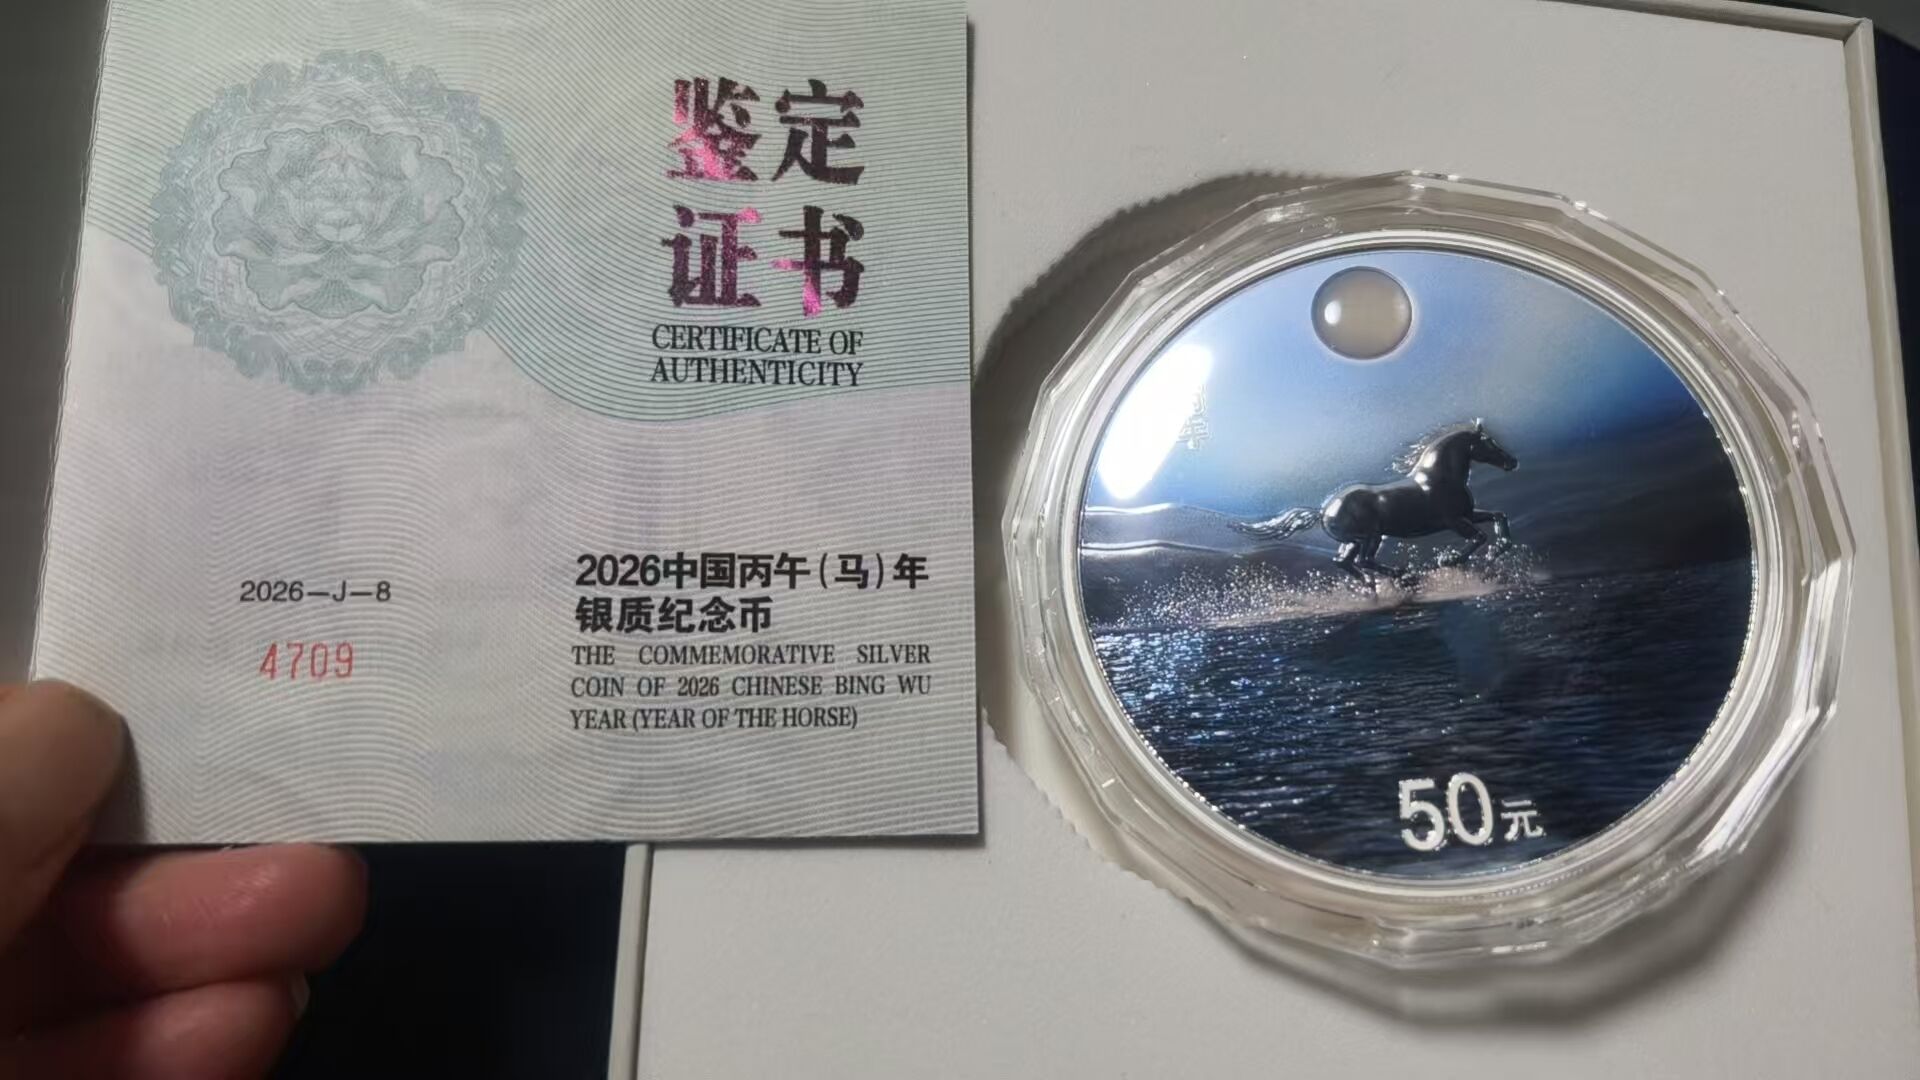 鉴定
证书
CERTIFICATE OF
AUTHENTICITY
2026—J—8
4709
2026中国丙午(马)年
银质纪念币
THE COMMEMORATIVE SILVER
COIN OF 2026 CHINESE BING WU
YEAR (YEAR OF THE HORSE)
50元